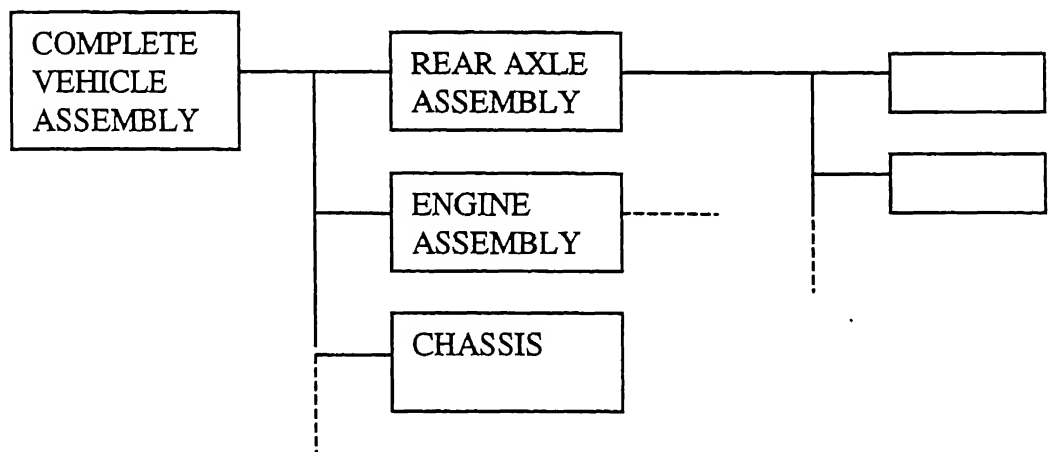 COMPLETE
VEHICLE
ASSEMBLY
REAR AXLE
ASSEMBLY
ENGINE
ASSEMBLY
CHASSIS